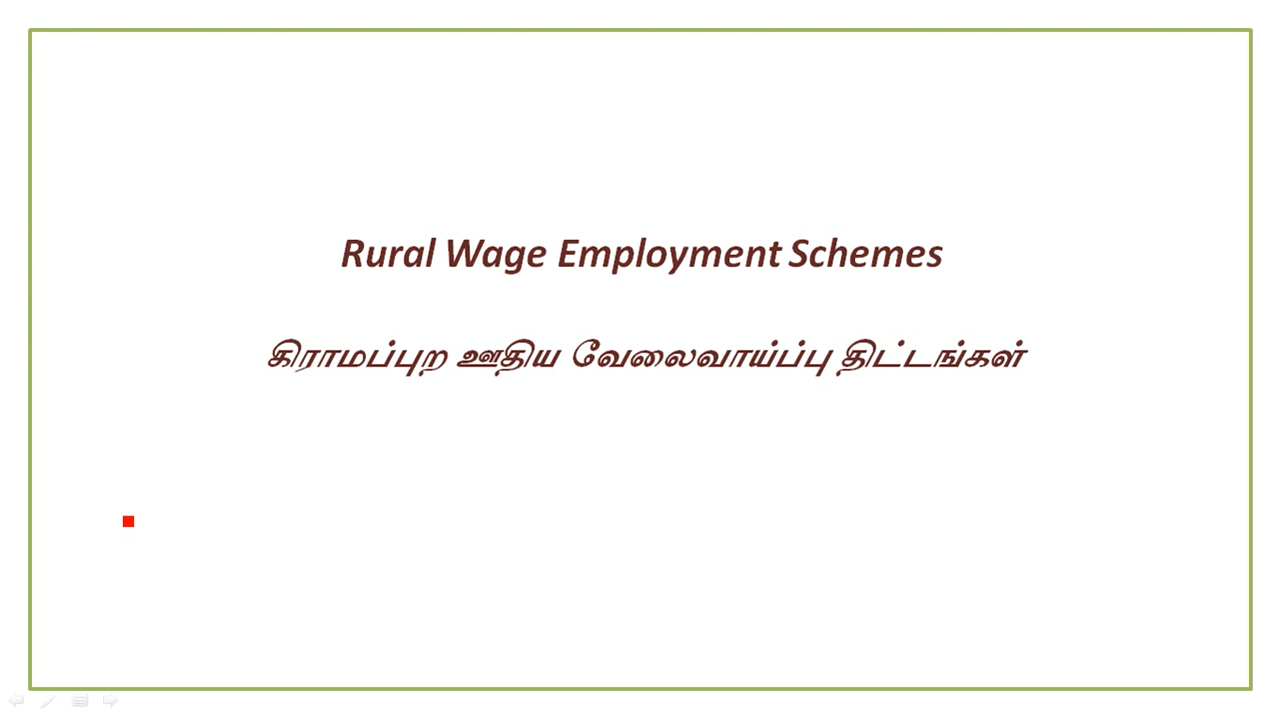 Rural Wage Employment Schemes
கிராமப்புற ஊதிய வேலைவாய்ப்பு திட்டங்கள்